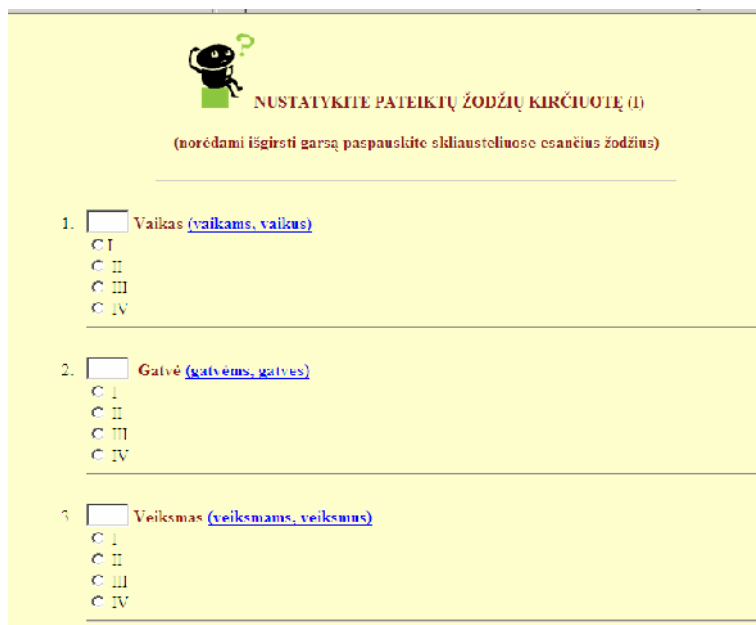 NUSTATYKITE PATEIKTŲ ŽODŽIŲ KIRČIUOTĘ (I)
(norėdami išgirsti garsą paspauskite skliausteliuose esančius žodžius)
1. Vaikas (vaikams, vaikus)
I
II
III
IV
2. Gatvė (gatvėms, gatves)
I
II
III
IV
3. Veiksmas (veiksmams, veiksmus)
I
II
III
IV